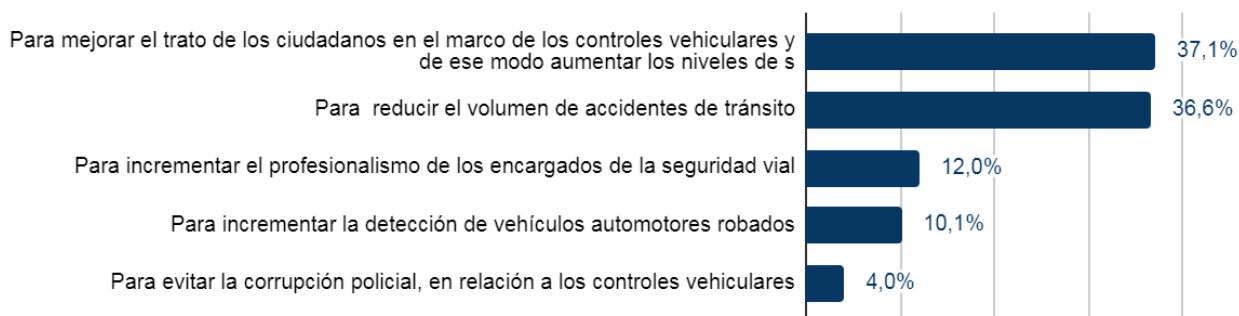 Para mejorar el trato de los ciudadanos en el marco de los controles vehiculares y
de ese modo aumentar los niveles de s
37,1%
Para reducir el volumen de accidentes de tránsito
36,6%
Para incrementar el profesionalismo de los encargados de la seguridad vial
12,0%
Para incrementar la detección de vehículos automotores robados
10,1%
Para evitar la corrupción policial, en relación a los controles vehiculares
4,0%